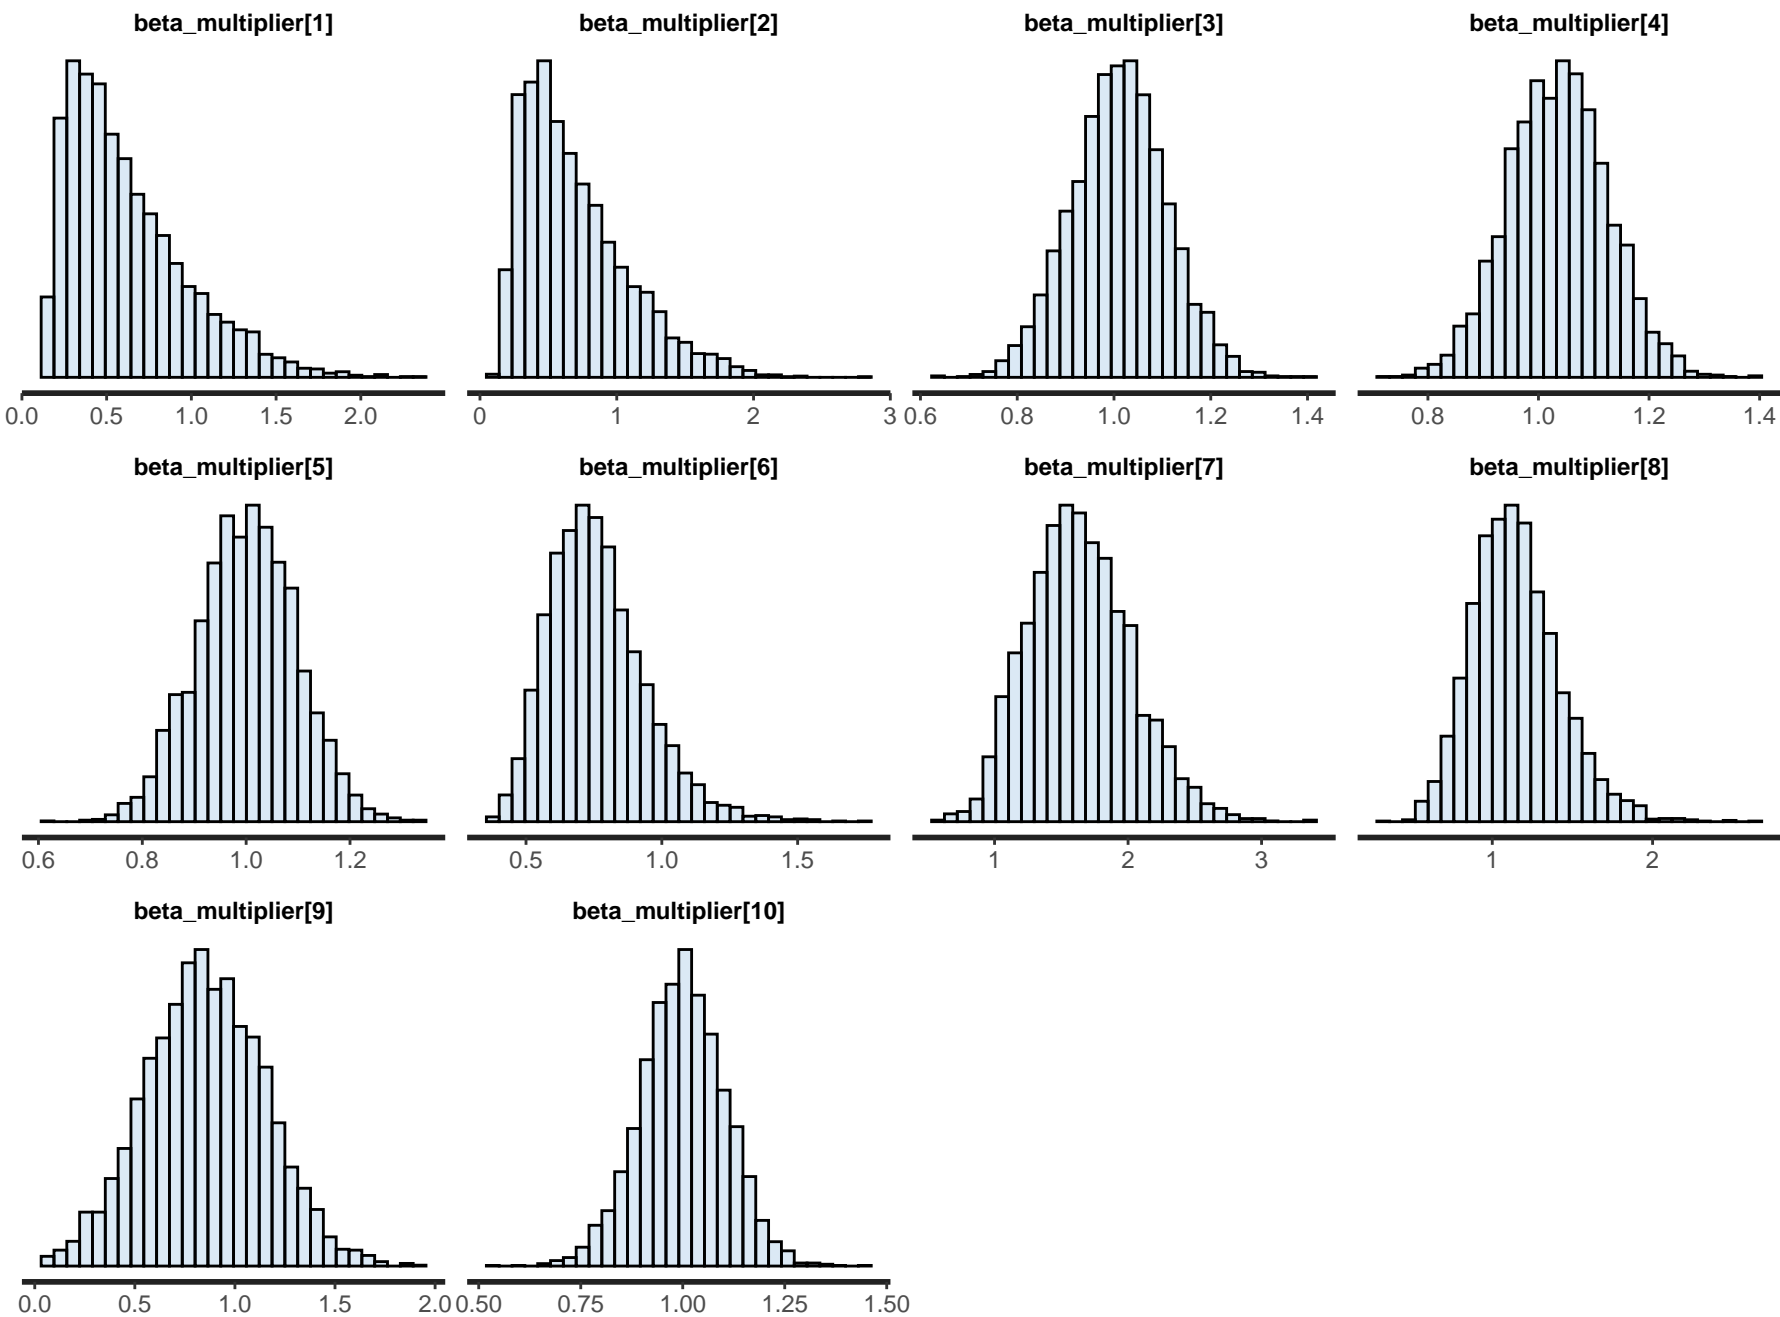 beta_multiplier[1] beta_multiplier[2] beta_multiplier[3] beta_multiplier[4]
0.0 0.5 1.0 1.5 2.0 0 1 2 3 0.6 0.8 1.0 1.2 1.4 0.8 1.0 1.2 1.4
beta_multiplier[5] beta_multiplier[6] beta_multiplier[7] beta_multiplier[8]
0.6 0.8 1.0 1.2 0.5 1.0 1.5 1 2 3 1 2
beta_multiplier[9] beta_multiplier[10]
0.0 0.5 1.0 1.5 2.0 0.50 0.75 1.00 1.25 1.50